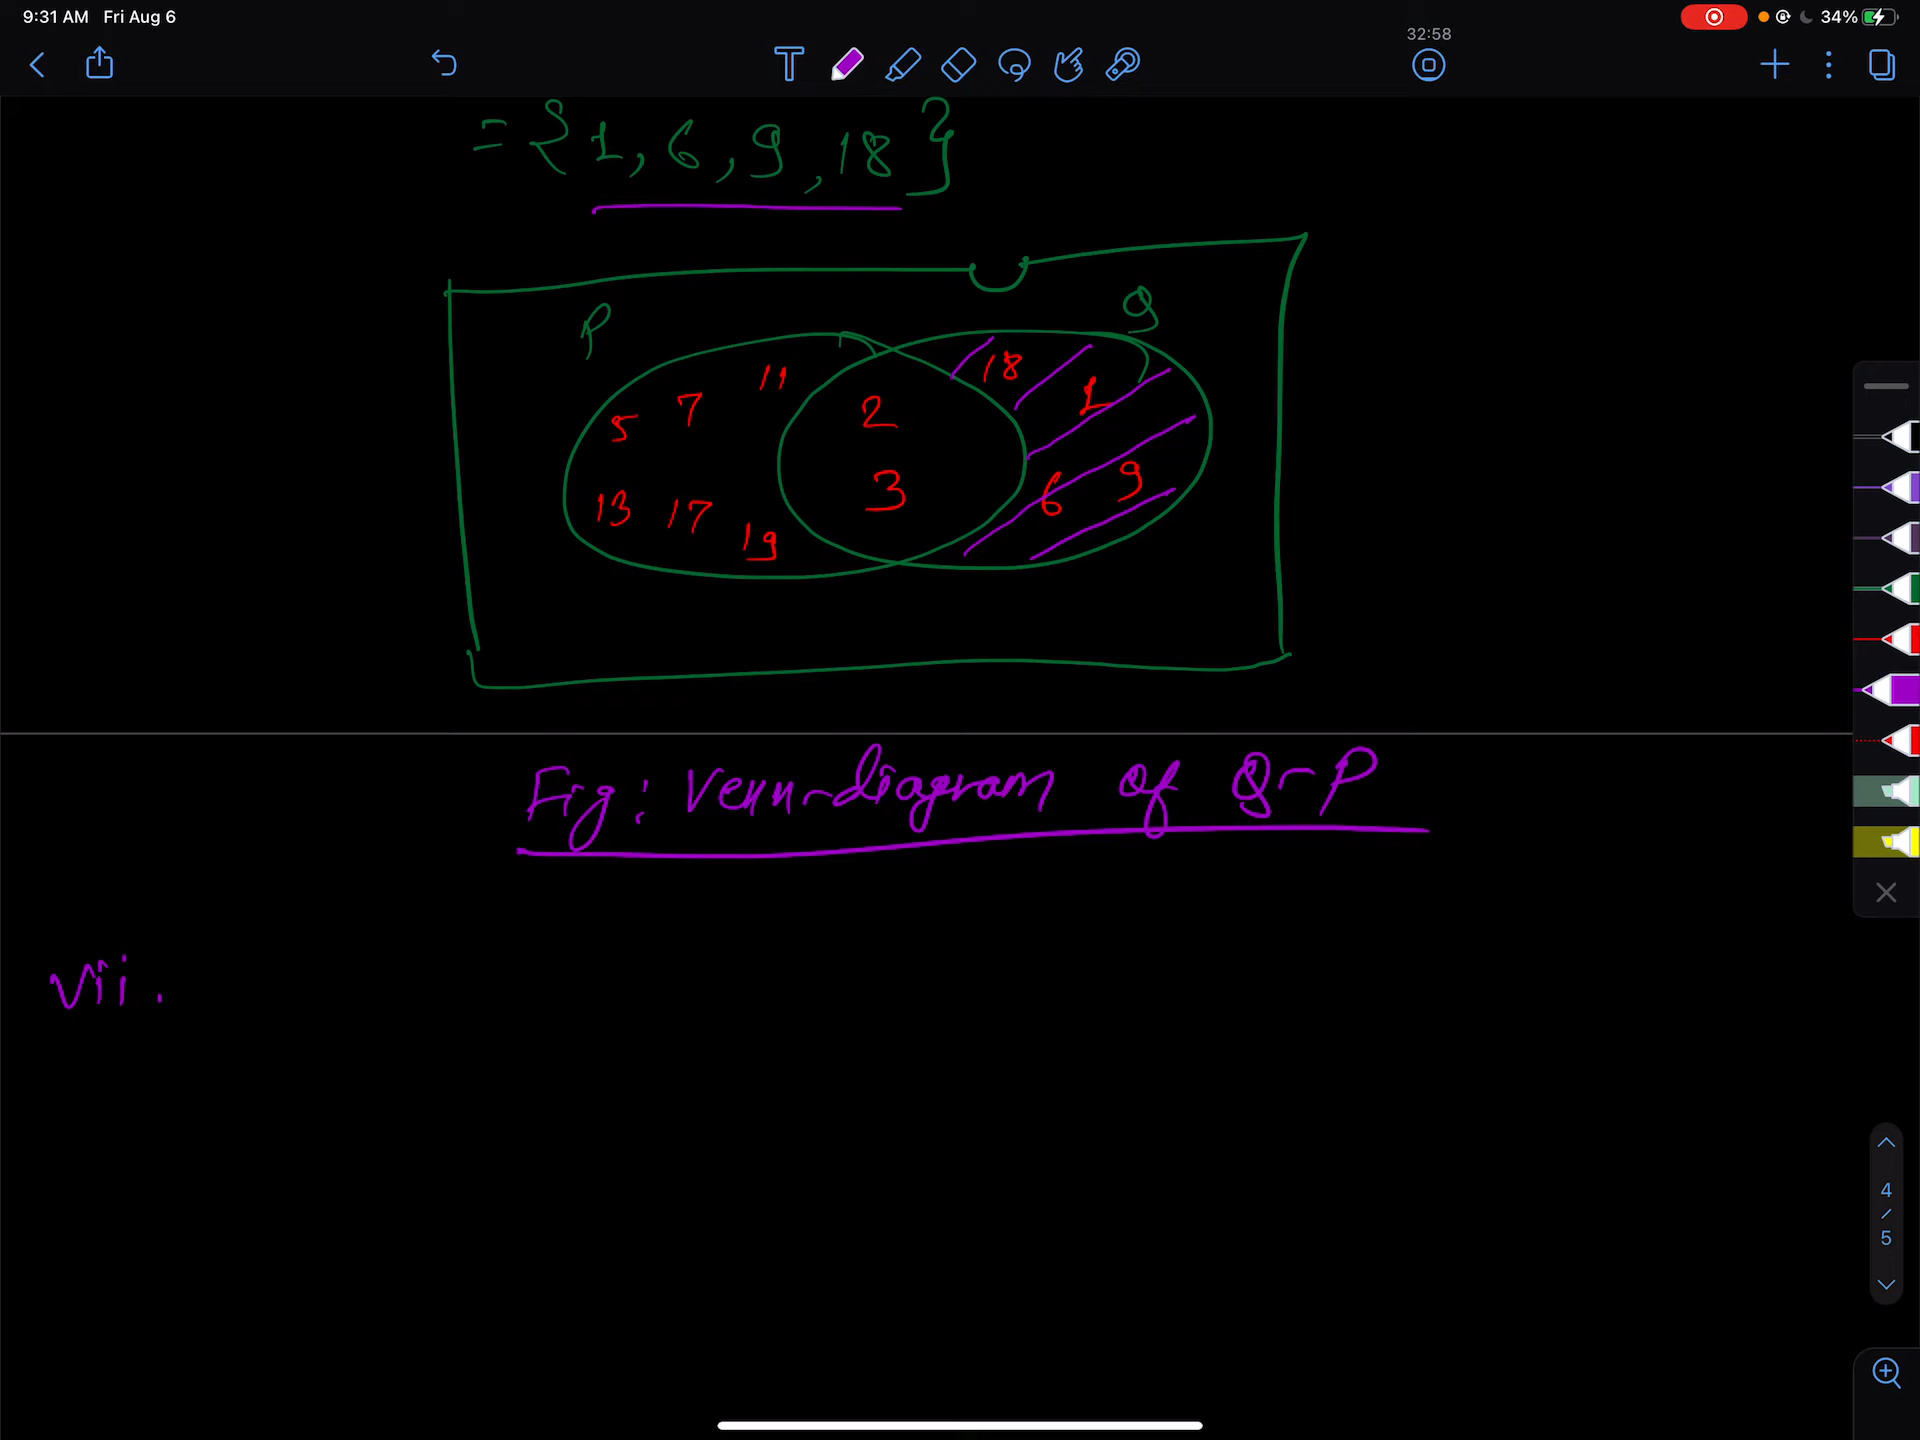 9:31 AM Fri Aug 6
34%
32:58
= {1, 6, 9, 18}
P
Q
11
18
5 7
2
1
3
6 9
13 17
19
Fig: Venn-diagram of Q-P
vii.
4
/
5